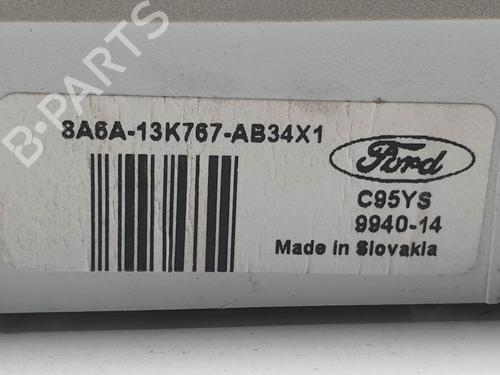 8A6A-13K767-AB34X1
Ford
C95YS
9940-14
Made in Slovakia
B-PARTS